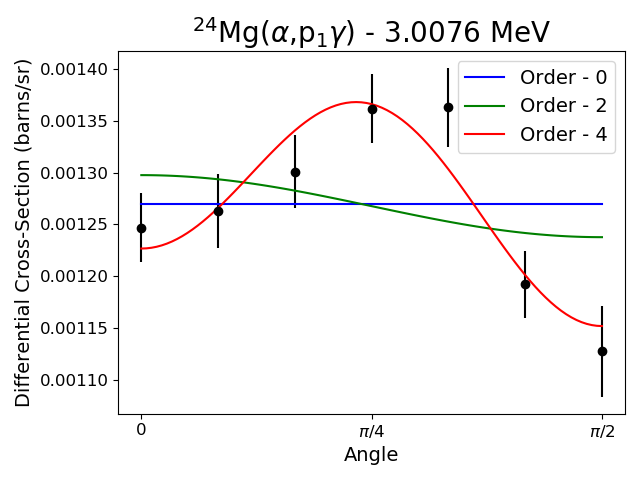 ²⁴Mg(α,p₁γ) - 3.0076 MeV
Differential Cross-Section (barns/sr)
0.00140
0.00135
0.00130
0.00125
0.00120
0.00115
0.00110
Order - 0
Order - 2
Order - 4
0
π/4
π/2
Angle